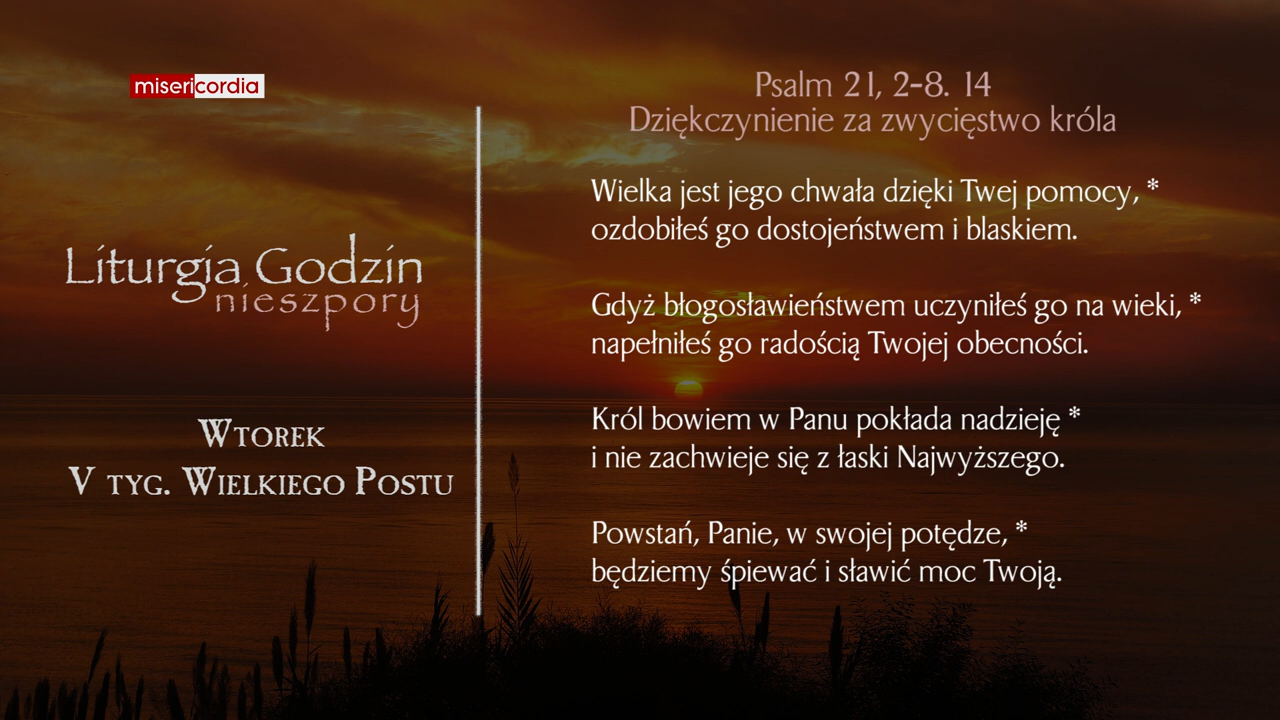 misericordia
Liturgia Godzin
nieszpory
Wtorek
V tyg. Wielkiego Postu
Psalm 21, 2-8. 14
Dziękczynienie za zwycięstwo króla
Wielka jest jego chwała dzięki Twej pomocy, *
ozdobiłeś go dostojeństwem i blaskiem.
Gdyż błogosławieństwem uczyniłeś go na wieki, *
napełniłeś go radością Twojej obecności.
Król bowiem w Panu pokłada nadzieję *
i nie zachwieje się z łaski Najwyższego.
Powstań, Panie, w swojej potędze, *
będziemy śpiewać i sławić moc Twoją.